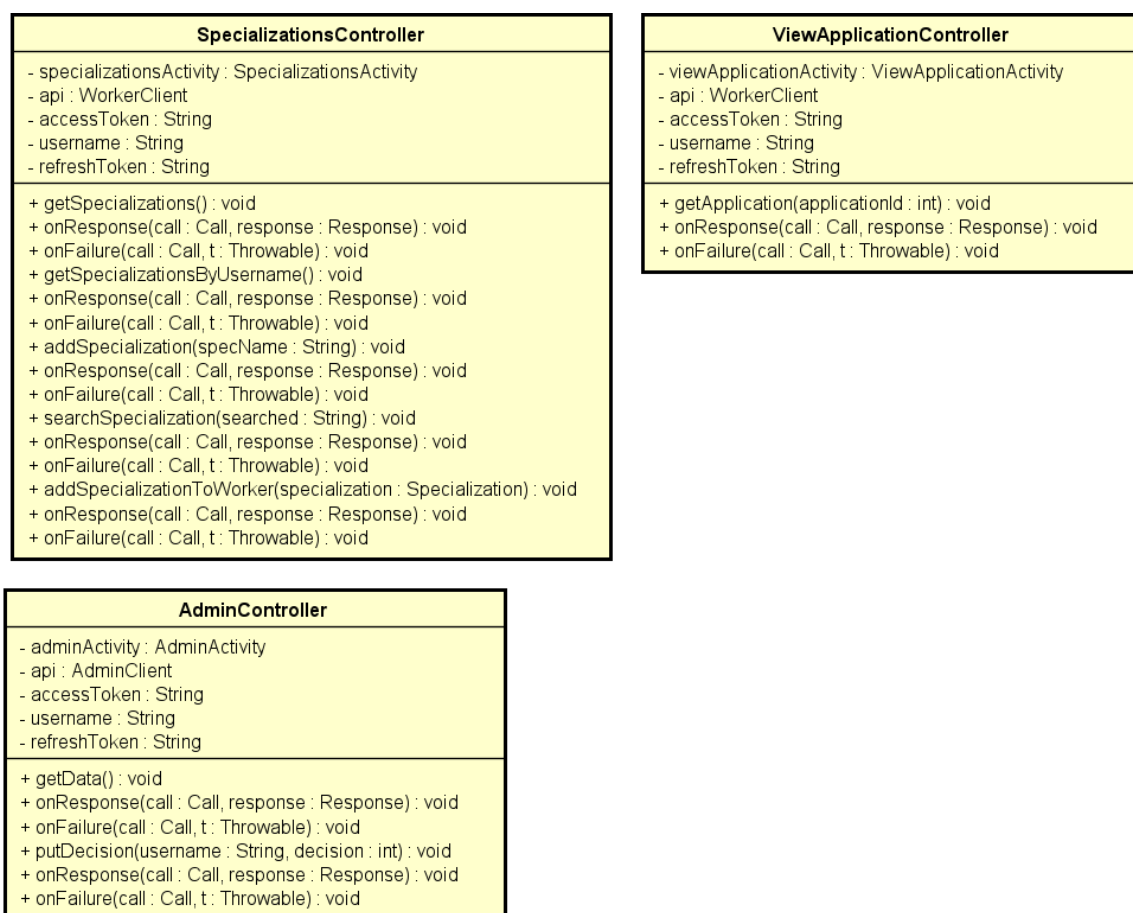 SpecializationsController
- specializationsActivity : SpecializationsActivity
- api : WorkerClient
- accessToken : String
- username : String
- refreshToken : String
+ getSpecializations() : void
+ onResponse(call : Call, response : Response) : void
+ onFailure(call : Call, t : Throwable) : void
+ getSpecializationsByUsername() : void
+ onResponse(call : Call, response : Response) : void
+ onFailure(call : Call, t : Throwable) : void
+ addSpecialization(specName : String) : void
+ onResponse(call : Call, response : Response) : void
+ onFailure(call : Call, t : Throwable) : void
+ searchSpecialization(searched : String) : void
+ onResponse(call : Call, response : Response) : void
+ onFailure(call : Call, t : Throwable) : void
+ addSpecializationToWorker(specialization : Specialization) : void
+ onResponse(call : Call, response : Response) : void
+ onFailure(call : Call, t : Throwable) : void
ViewApplicationController
- viewApplicationActivity : ViewApplicationActivity
- api : WorkerClient
- accessToken : String
- username : String
- refreshToken : String
+ getApplication(applicationId : int) : void
+ onResponse(call : Call, response : Response) : void
+ onFailure(call : Call, t : Throwable) : void
AdminController
- adminActivity : AdminActivity
- api : AdminClient
- accessToken : String
- username : String
- refreshToken : String
+ getData() : void
+ onResponse(call : Call, response : Response) : void
+ onFailure(call : Call, t : Throwable) : void
+ putDecision(username : String, decision : int) : void
+ onResponse(call : Call, response : Response) : void
+ onFailure(call : Call, t : Throwable) : void